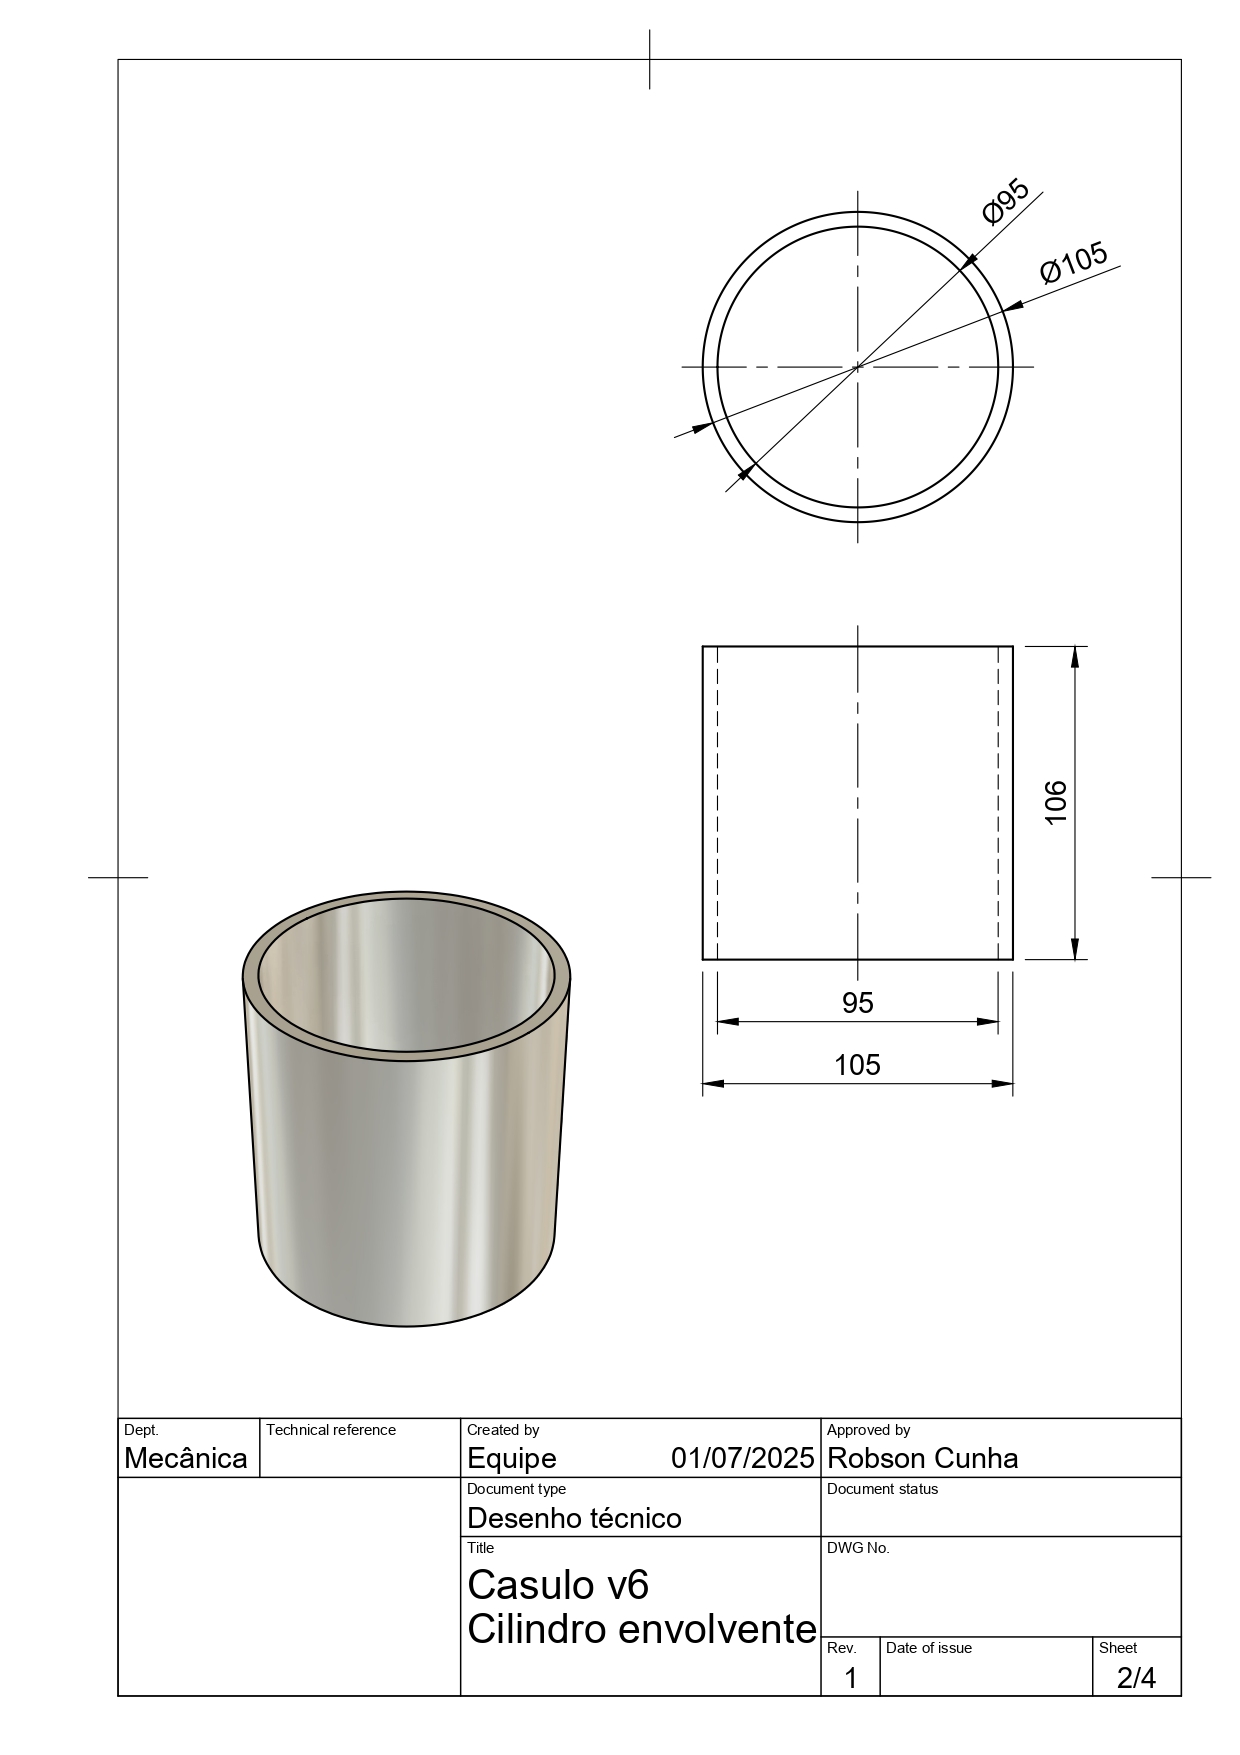 Ø95
Ø105
106
95
105
Dept.
Mecânica
Technical reference
Created by
Equipe 01/07/2025
Approved by
Robson Cunha
Document type
Desenho técnico
Document status
Title
Casulo v6
Cilindro envolvente
DWG No.
Rev.
1
Date of issue
Sheet
2/4